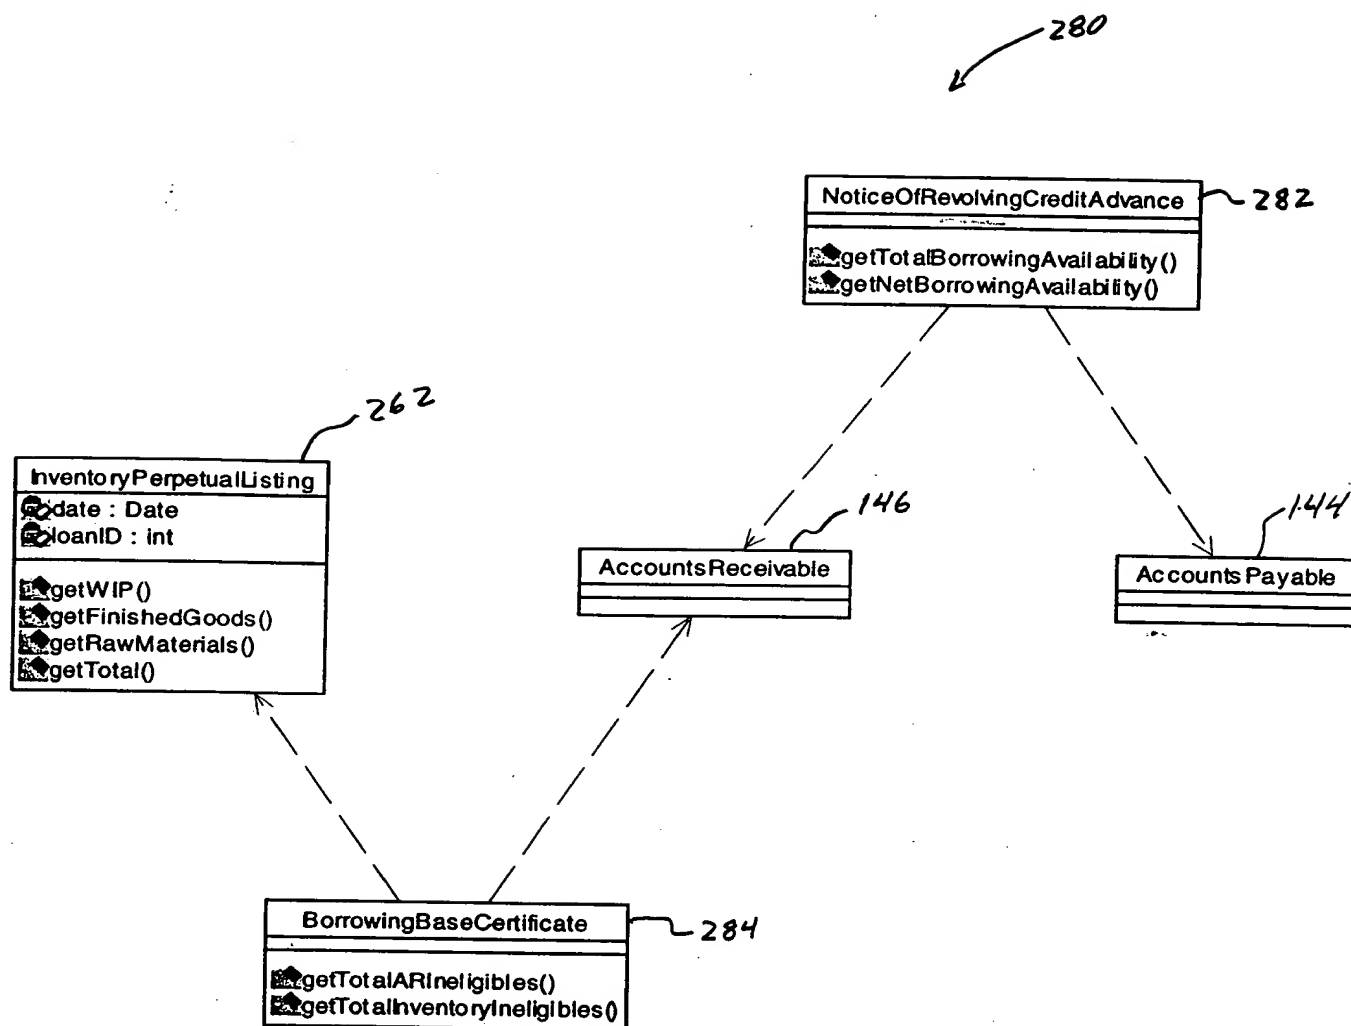 280
NoticeOfRevolvingCreditAdvance
282
getTotalBorrowingAvailability()
getNetBorrowingAvailability()
262
InventoryPerpetualListing
date : Date
loanID : int
getWIP()
getFinishedGoods()
getRawMaterials()
getTotal()
146
AccountsReceivable
144
AccountsPayable
BorrowingBaseCertificate
284
getTotalARIneligibles()
getTotalInventoryIneligibles()